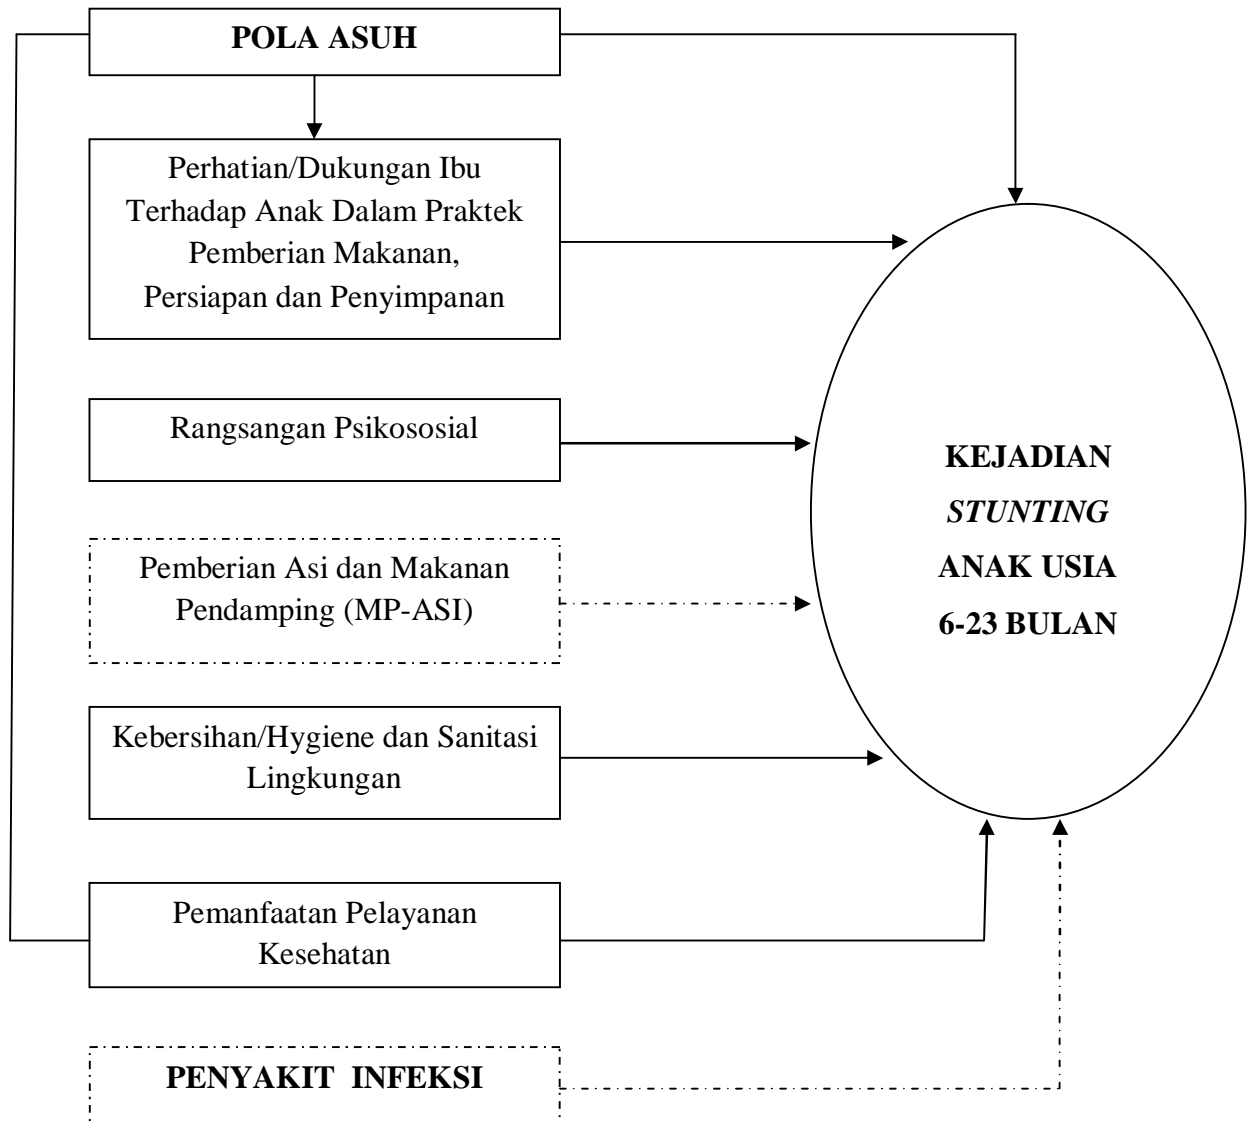 POLA ASUH
Perhatian/Dukungan Ibu
Terhadap Anak Dalam Praktek
Pemberian Makanan,
Persiapan dan Penyimpanan
Rangsangan Psikososial
Pemberian Asi dan Makanan
Pendamping (MP-ASI)
Kebersihan/Hygiene dan Sanitasi
Lingkungan
Pemanfaatan Pelayanan
Kesehatan
PENYAKIT INFEKSI
KEJADIAN
STUNTING
ANAK USIA
6-23 BULAN